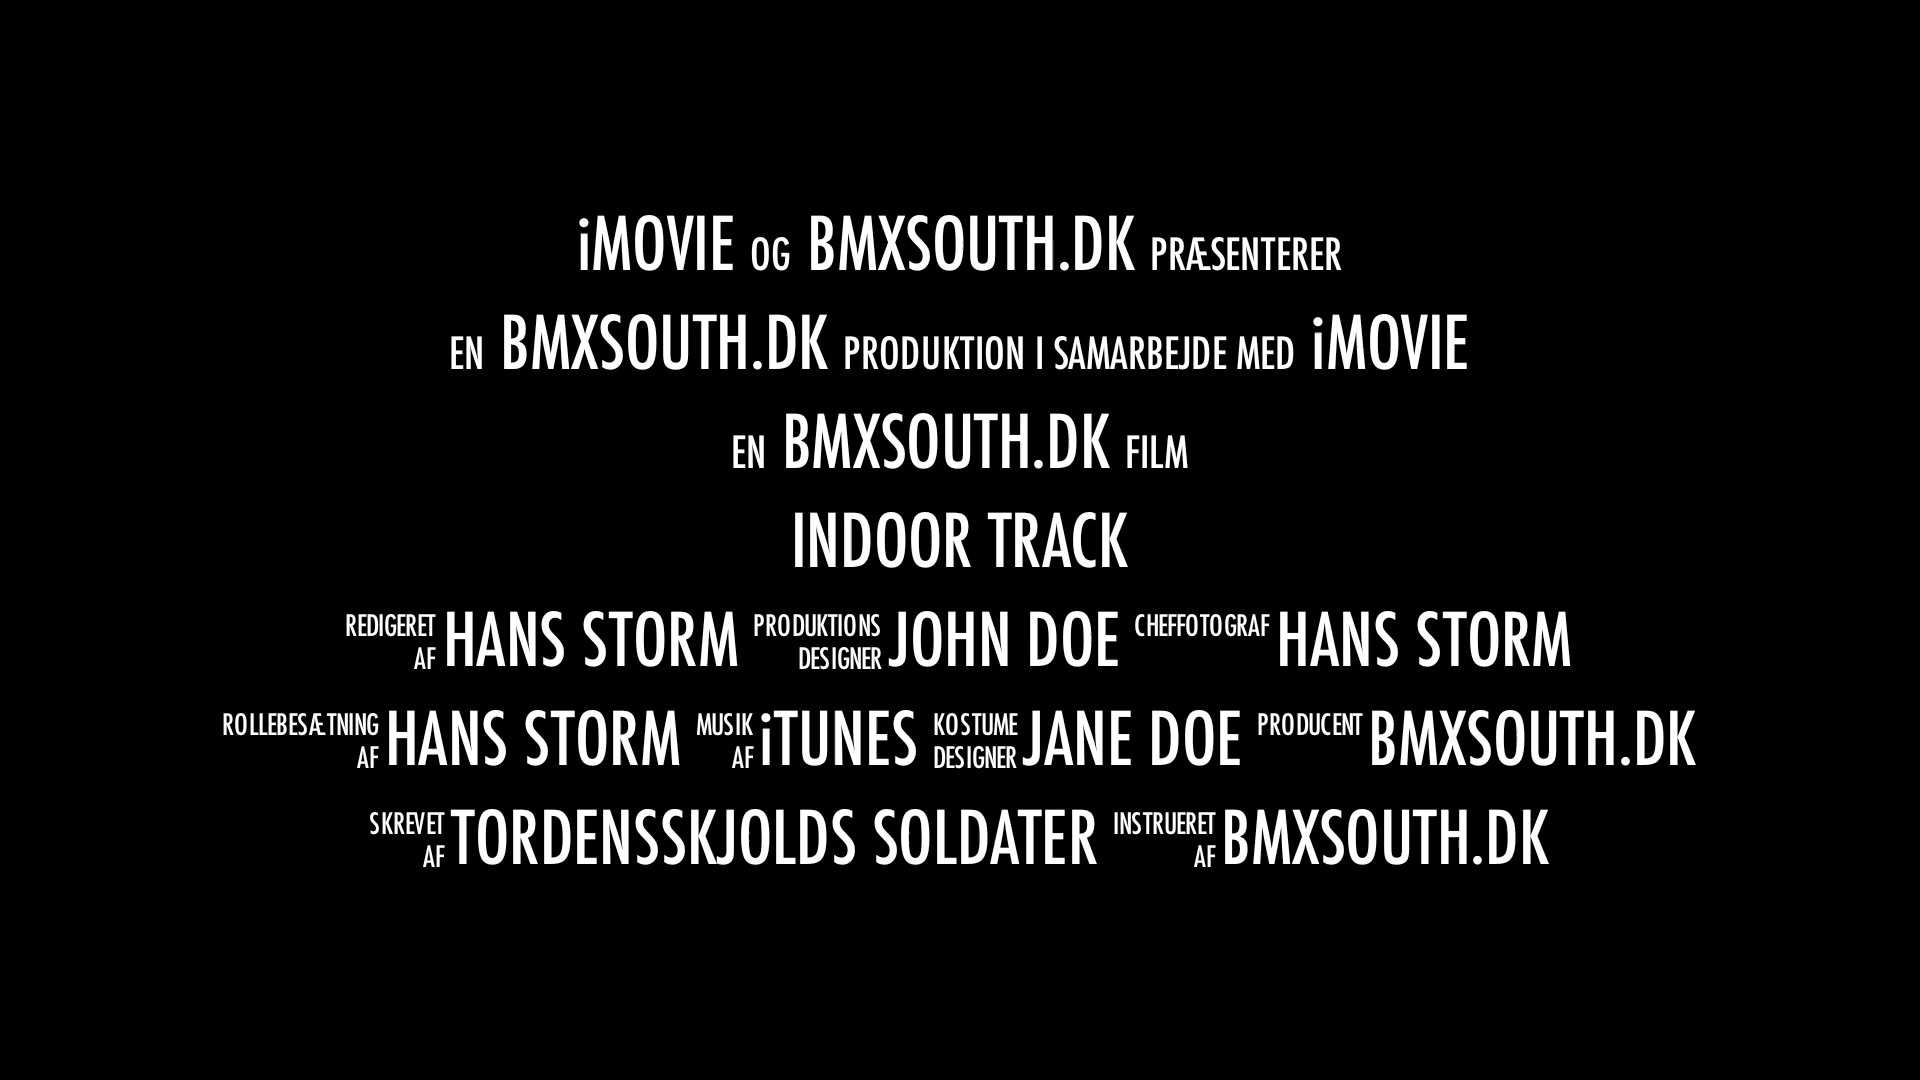 iMOVIE OG BMXSOUTH.DK PRÆSENTERER
EN BMXSOUTH.DK PRODUKTION I SAMARBEJDE MED iMOVIE
EN BMXSOUTH.DK FILM
INDOOR TRACK
REDIGERET AF HANS STORM PRODUKTIONS DESIGNER JOHN DOE CHEFFOTOGRAF HANS STORM
ROLLEBESÆTNING AF HANS STORM MUSIK AF iTUNES KOSTUME DESIGNER JANE DOE PRODUCENT BMXSOUTH.DK
SKREVET AF TORDENSSKJOLDS SOLDATER INSTRUERET AF BMXSOUTH.DK